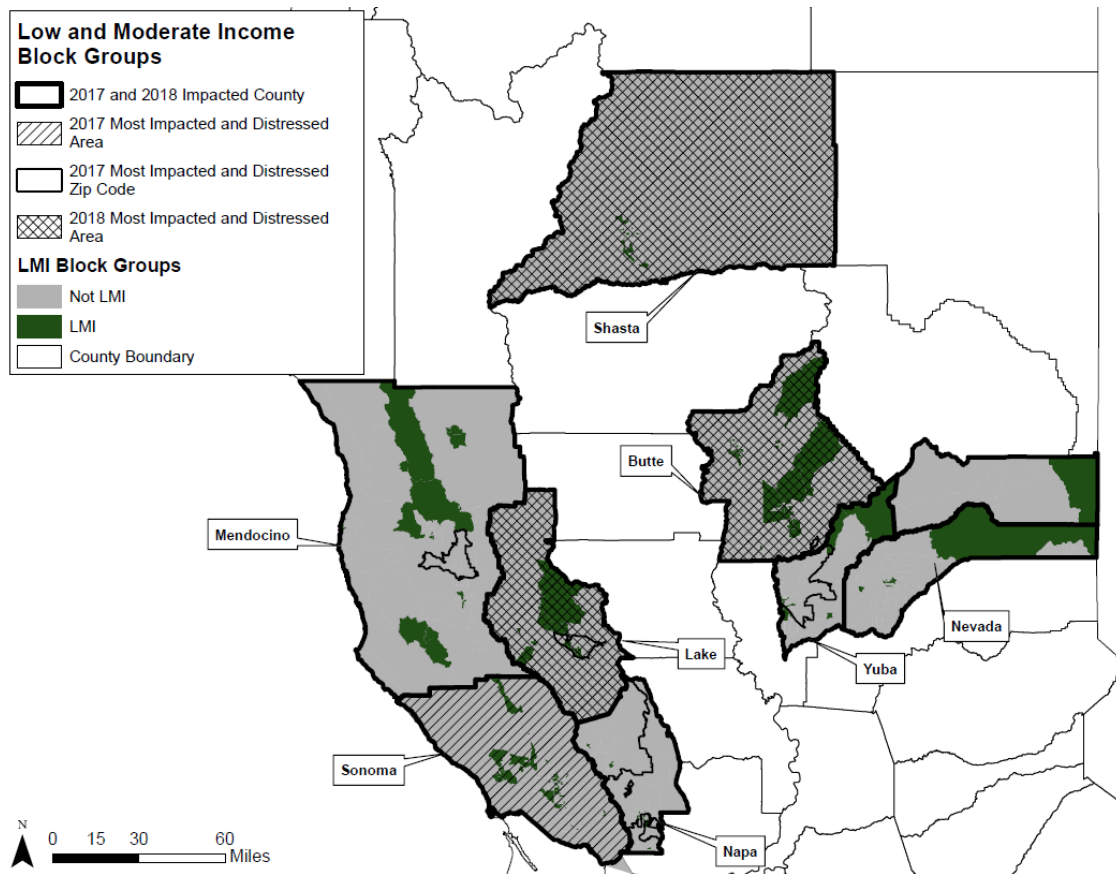 Low and Moderate Income
Block Groups
2017 and 2018 Impacted County
2017 Most Impacted and Distressed
Area
2017 Most Impacted and Distressed
Zip Code
2018 Most Impacted and Distressed
Area
LMI Block Groups
Not LMI
LMI
County Boundary
Shasta
Butte
Mendocino
Nevada
Lake
Yuba
Sonoma
Napa
N
0 15 30 60
Miles